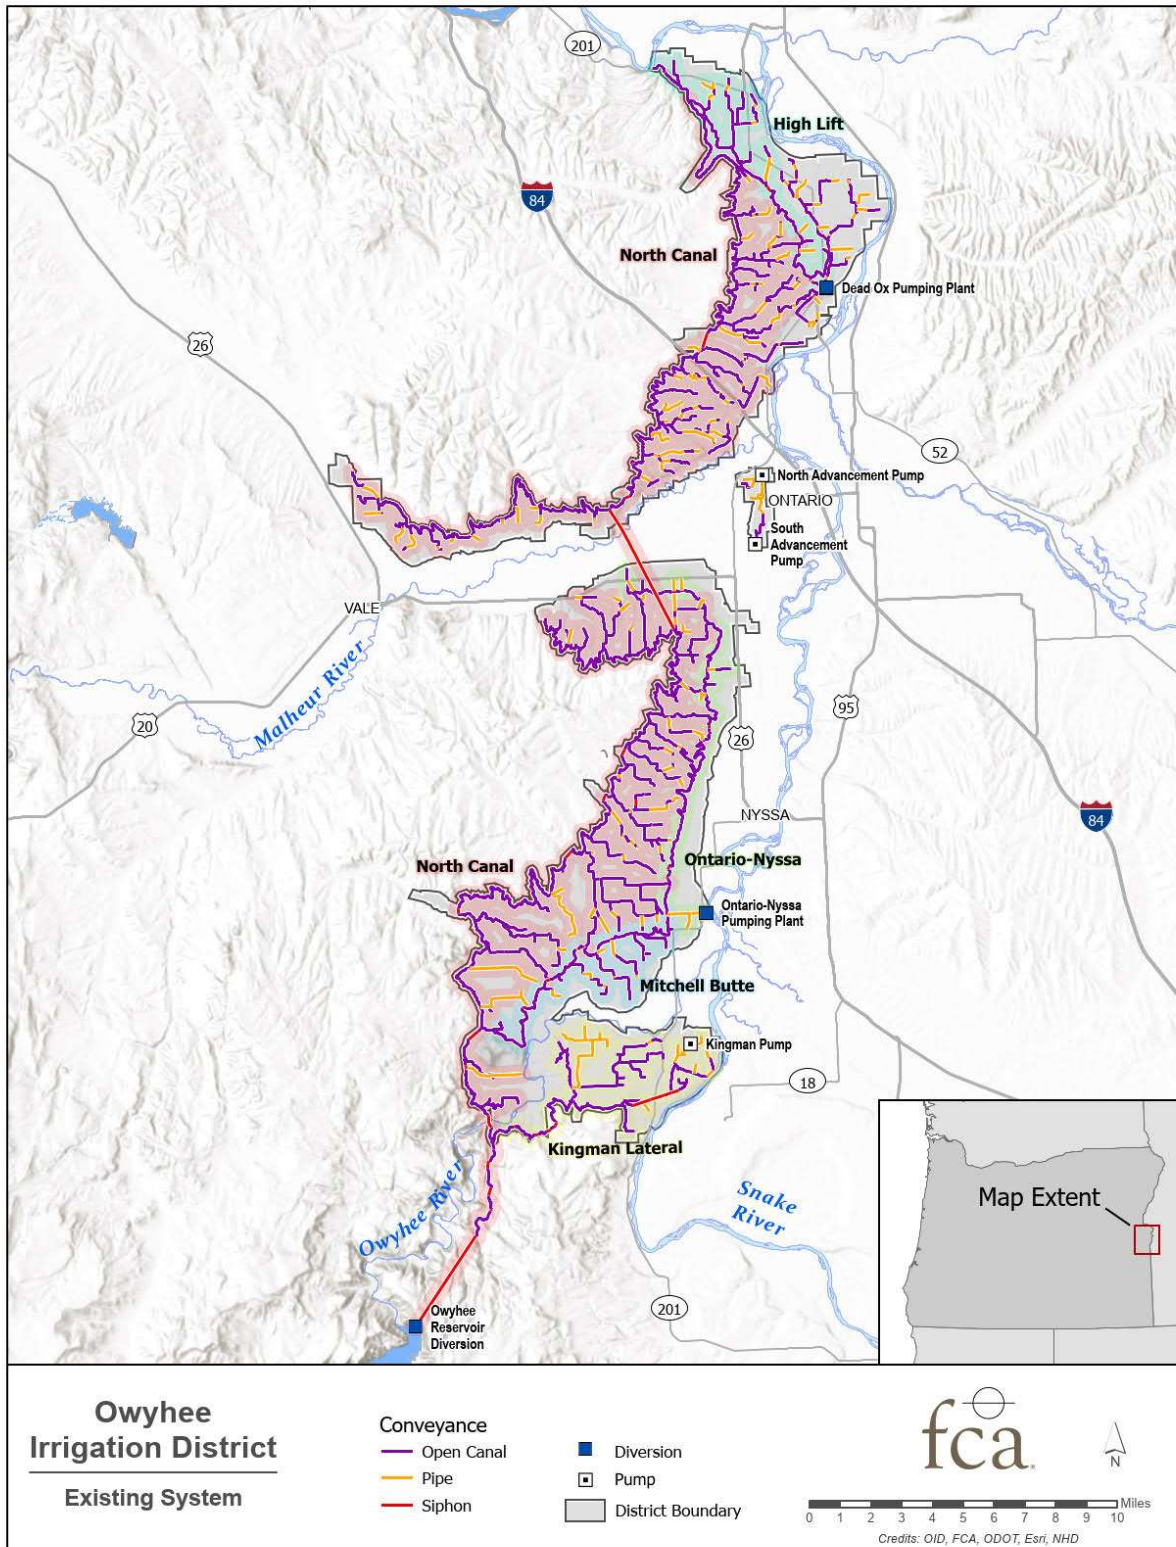 201
High Lift
84
North Canal
Dead Ox Pumping Plant
26
52
North Advancement Pump
ONTARIO
South
Advancement
Pump
VALE
Malheur River
20
95
26
NYSSA
84
Ontario-Nyssa
North Canal
Ontario-Nyssa
Pumping Plant
Mitchell Butte
Kingman Pump
18
Kingman Lateral
Owyhee River
Snake
River
Map Extent
201
Owyhee
Reservoir
Diversion
Owyhee
Irrigation District
Existing System
Conveyance
Open Canal
Pipe
Siphon
Diversion
Pump
District Boundary
fca
N
Miles
0 1 2 3 4 5 6 7 8 9 10
Credits: OID, FCA, ODOT, Esri, NHD